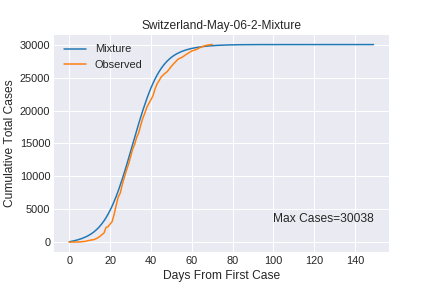 Switzerland-May-06-2-Mixture
Mixture
Observed
Cumulative Total Cases
30000
25000
20000
15000
10000
5000
0
Max Cases=30038
0 20 40 60 80 100 120 140
Days From First Case